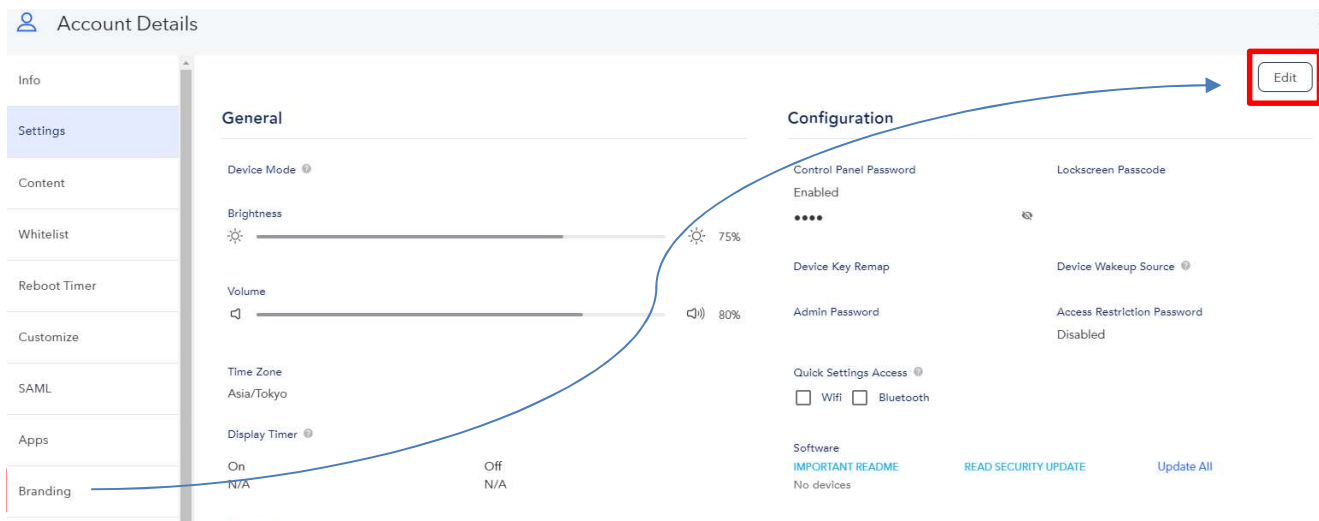 Account Details
Info
Settings
Content
Whitelist
Reboot Timer
Customize
SAML
Apps
Branding
Edit
General
Device Mode
Brightness
75%
Volume
80%
Time Zone
Asia/Tokyo
Display Timer
On Off
N/A N/A
Configuration
Control Panel Password Lockscreen Passcode
Enabled
••••
Device Key Remap Device Wakeup Source
Admin Password Access Restriction Password
Disabled
Quick Settings Access
Wifi Bluetooth
Software
IMPORTANT README READ SECURITY UPDATE Update All
No devices